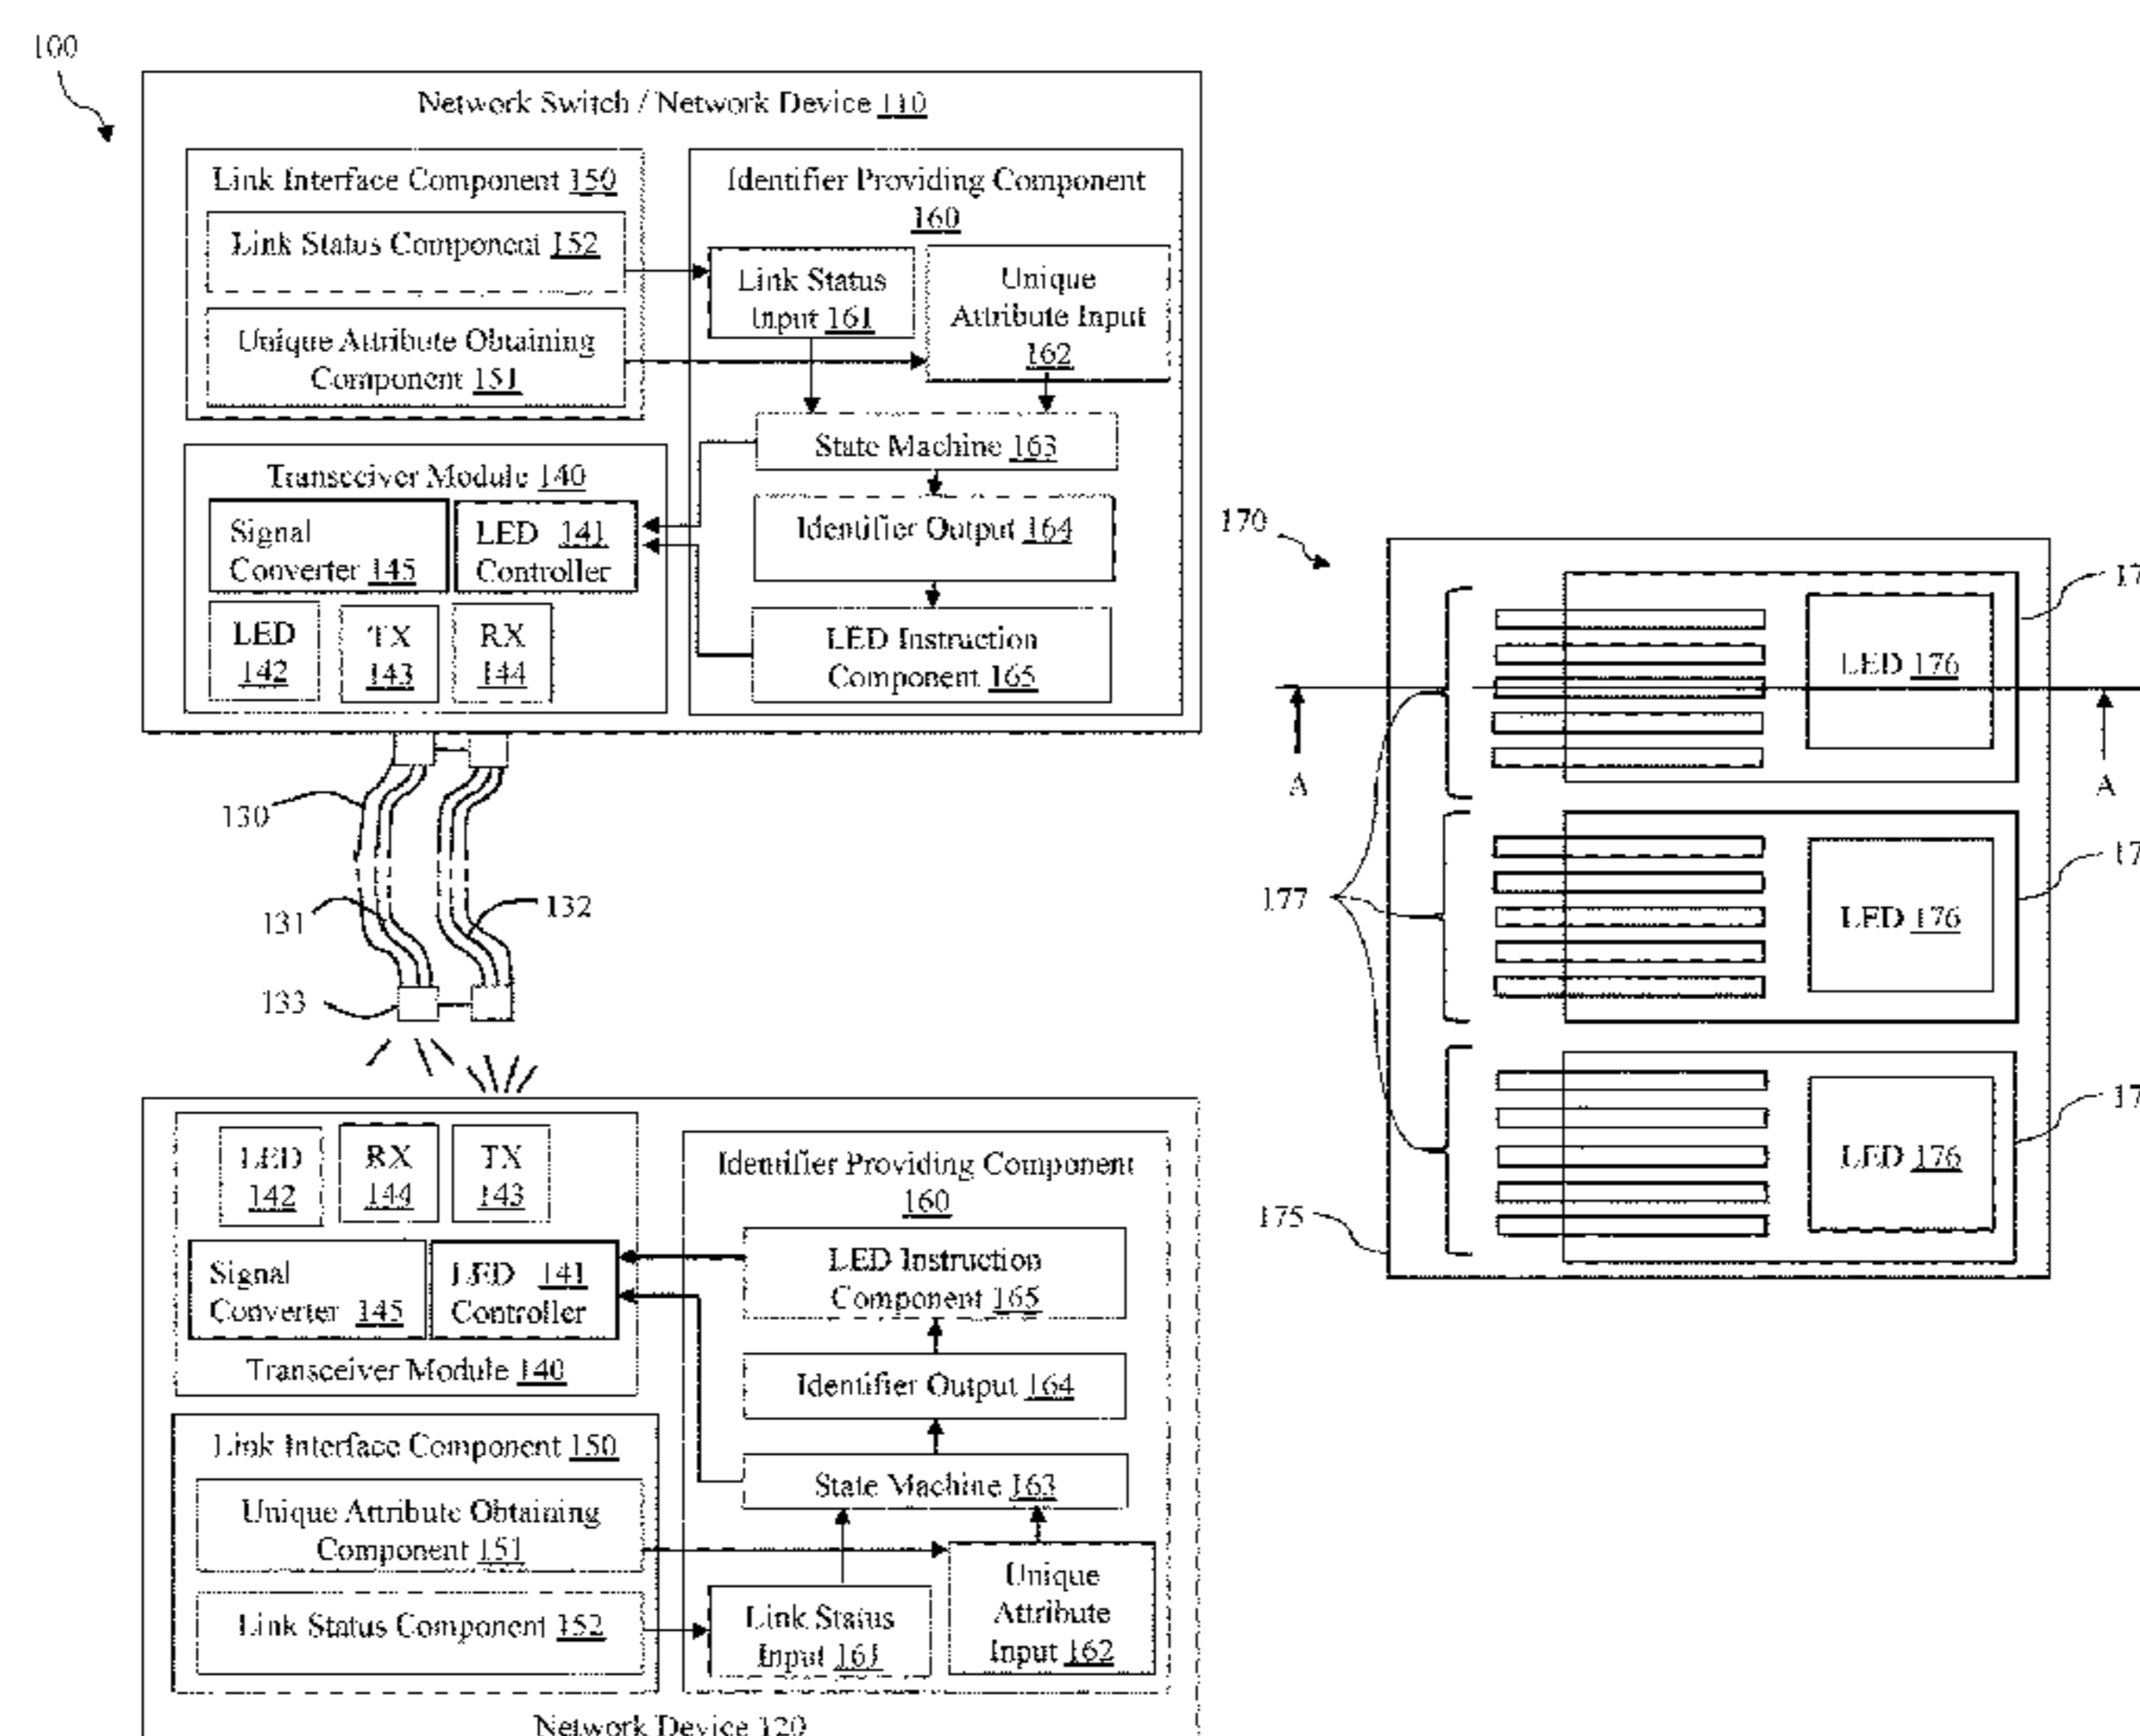 100
Network Switch / Network Device 110
Link Interface Component 150
Link Status Component 152
Unique Attribute Obtaining
Component 151
Identifier Providing Component
160
Link Status
Input 161
Unique
Attribute Input
162
State Machine 163
Identifier Output 164
LED Instruction
Component 165
Transceiver Module 140
Signal
Converter 145
LED 141
Controller
LED
142
TX
143
RX
144
130
131
132
133
LED
142
RX
144
TX
143
Signal
Converter 145
LED 141
Controller
Transceiver Module 140
Identifier Providing Component
160
LED Instruction
Component 165
Identifier Output 164
State Machine 163
Link Interface Component 150
Unique Attribute Obtaining
Component 151
Link Status Component 152
Link Status
Input 161
Unique
Attribute
Input 162
Network Device 120
170
LED 176
A
A
177
LED 176
LED 176
175